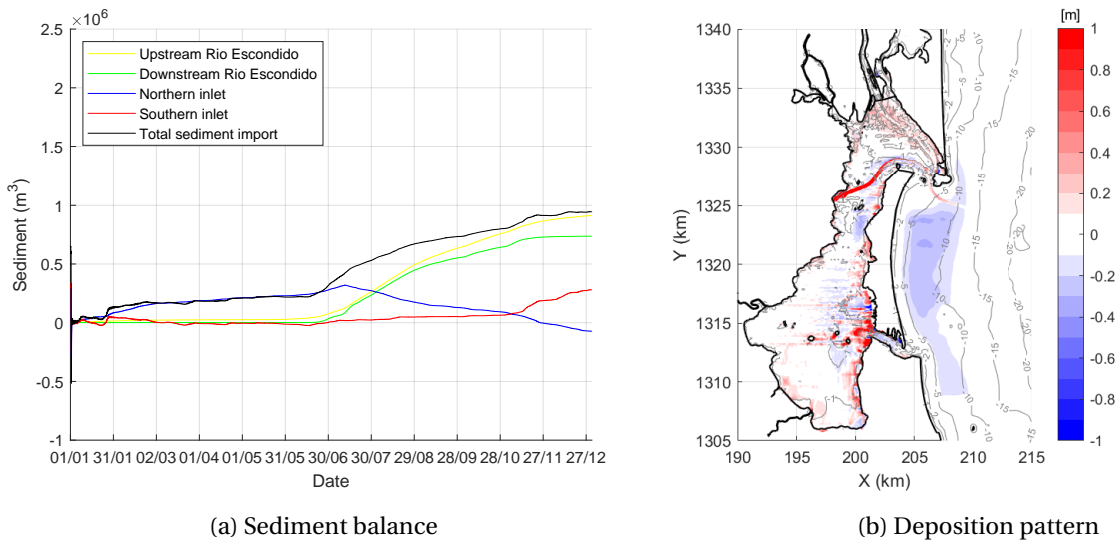 ×10⁶
2.5
2
1.5
1
0.5
0
-0.5
-1
Sediment (m³)
Upstream Rio Escondido
Downstream Rio Escondido
Northern inlet
Southern inlet
Total sediment import
01/01 31/01 02/03 01/04 01/05 31/05 30/06 30/07 29/08 28/09 28/10 27/11 27/12
Date
(a) Sediment balance
1340
1335
1330
1325
1320
1315
1310
1305
Y (km)
190 195 200 205 210 215
X (km)
[m]
1
0.8
0.6
0.4
0.2
0
-0.2
-0.4
-0.6
-0.8
-1
(b) Deposition pattern